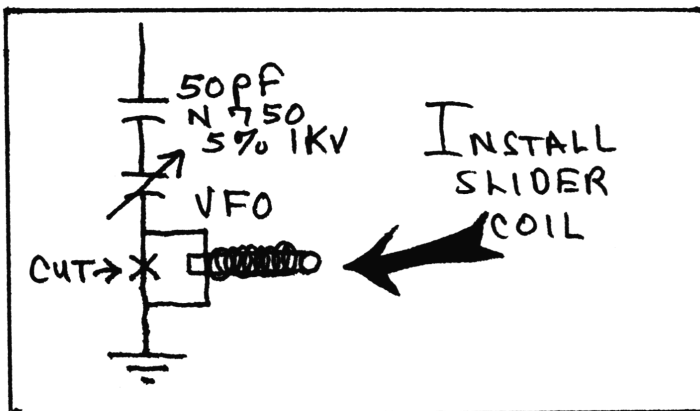 50pF
N750
5% 1KV
VFO
INSTALL
SLIDER
COIL
CUT→